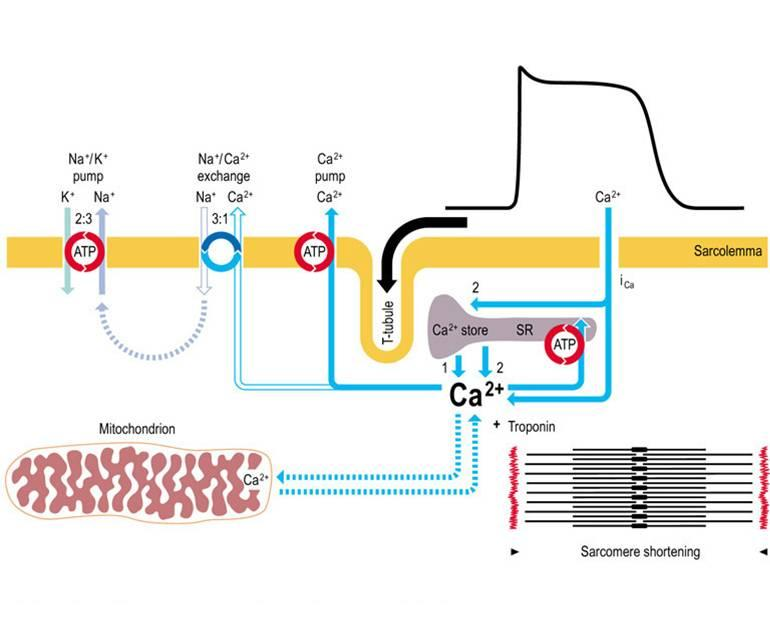 Na⁺/K⁺
pump
K⁺ Na⁺
2:3
ATP
Na⁺/Ca²⁺
exchange
Na⁺ Ca²⁺
3:1
Ca²⁺
pump
Ca²⁺
ATP
Ca²⁺
Sarcolemma
iCa
T-tubule
2
Ca²⁺ store SR
ATP
1 2
Ca²⁺
+ Troponin
Mitochondrion
Ca²⁺
Sarcomere shortening